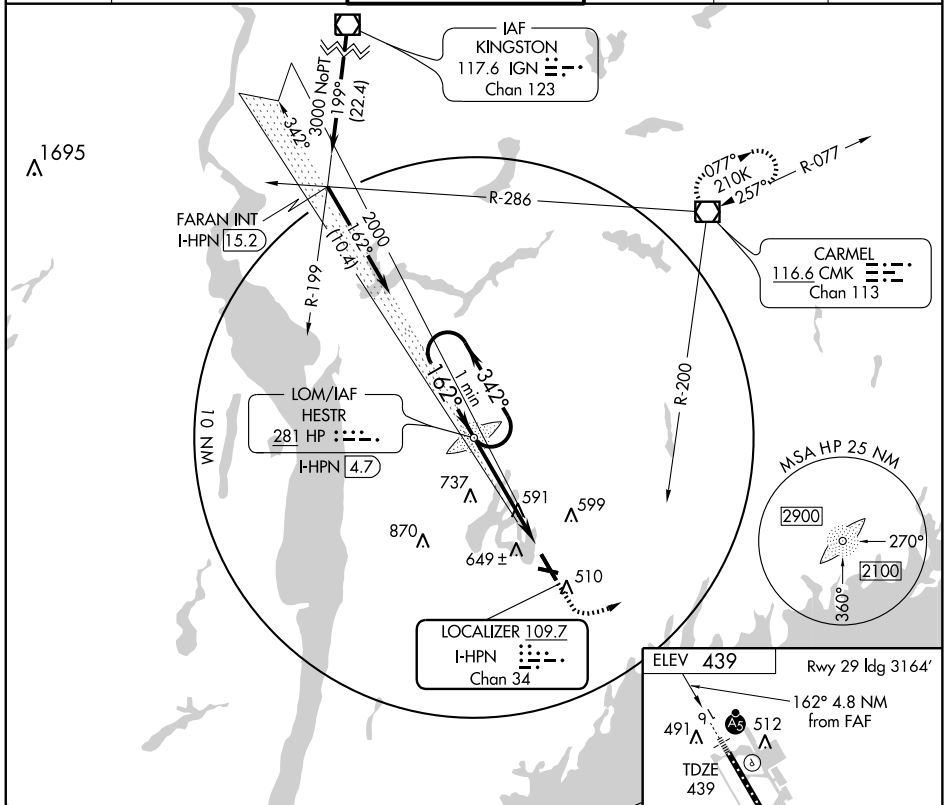 IAF
KINGSTON
117.6 IGN
Chan 123
3000 NoPT
199°
(22.4)
342°
1695
077°
210K
257°
R-077
R-286
FARAN INT
I-HPN 15.2
2000
162°
(10.4)
R-199
CARMEL
116.6 CMK
Chan 113
R-200
162°
1 min
342°
LOM/IAF
HESTR
281 HP
I-HPN 4.7
10 NM
737
591
599
870
649 ±
510
MSA HP 25 NM
2900
270°
2100
360°
LOCALIZER 109.7
I-HPN
Chan 34
ELEV 439
Rwy 29 ldg 3164'
162° 4.8 NM
from FAF
491
A5
512
TDZE
439